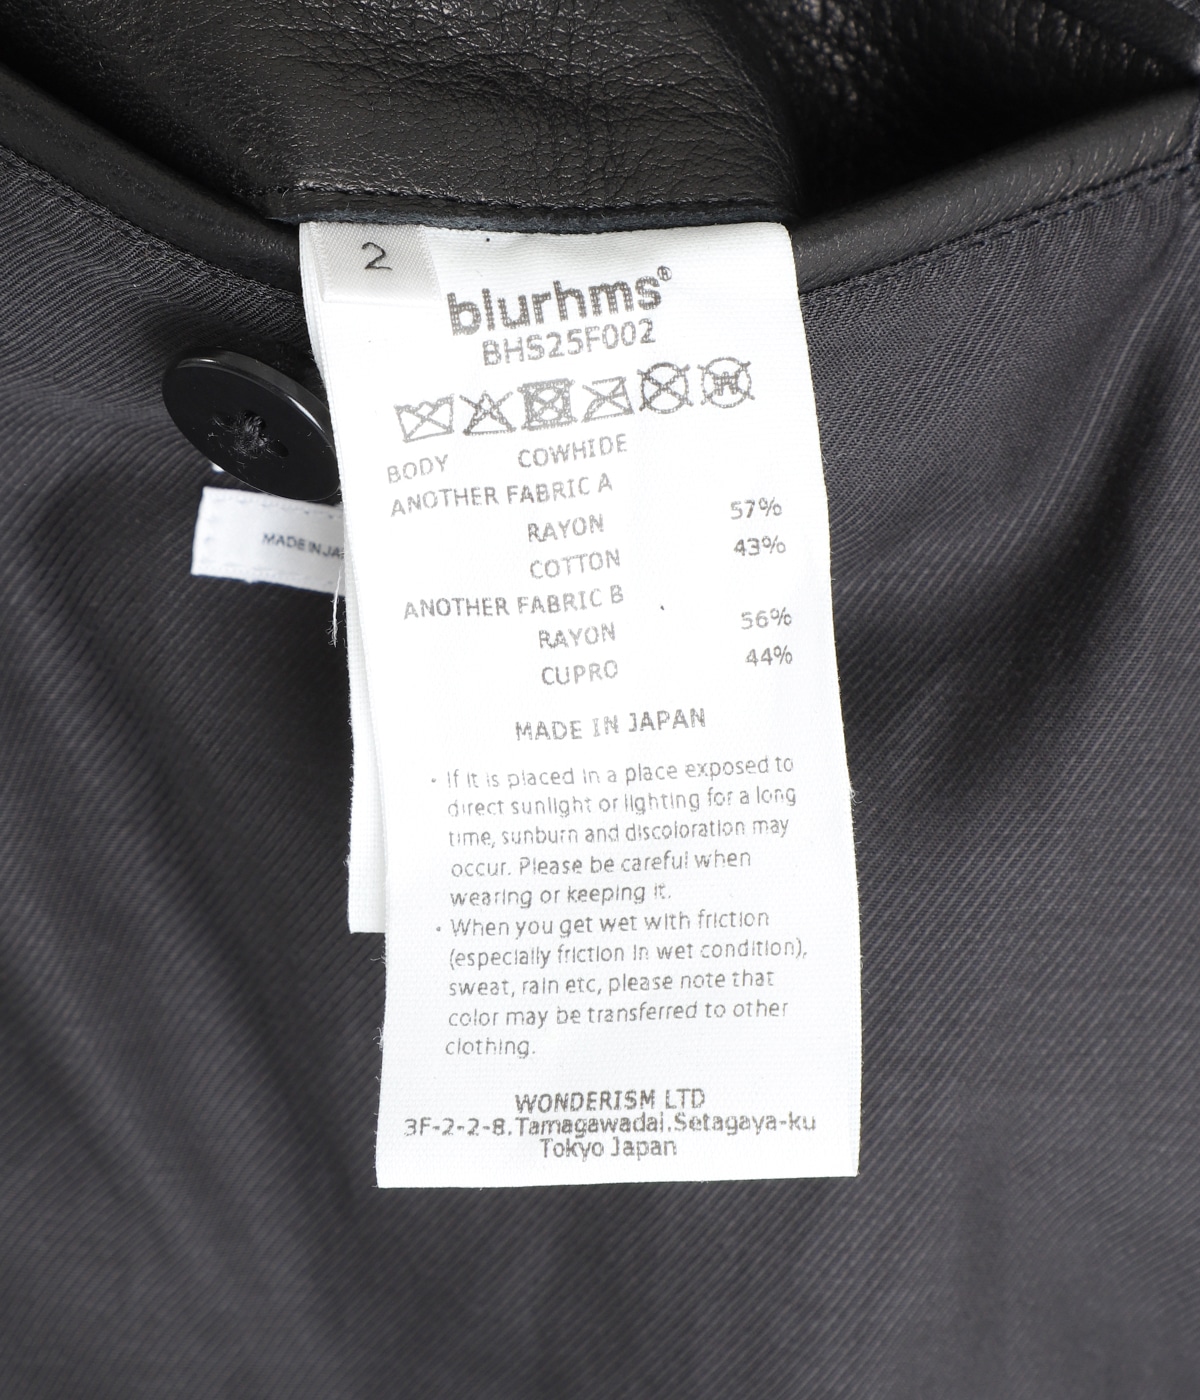 2
blurhms®
BHS25F002
W
BODY COWHIDE
ANOTHER FABRIC A
RAYON 57%
COTTON 43%
ANOTHER FABRIC B
RAYON 56%
CUPRO 44%
MADE IN JAPAN
・If it is placed in a place exposed to
direct sunlight or lighting for a long
time, sunburn and discoloration may
occur. Please be careful when
wearing or keeping it.
・When you get wet with friction
(especially friction in wet condition),
sweat, rain etc, please note that
color may be transferred to other
clothing.
WONDERISM LTD
3F-2-2-8.Tamagawadai.Setagaya-ku
Tokyo Japan
MADE IN JA